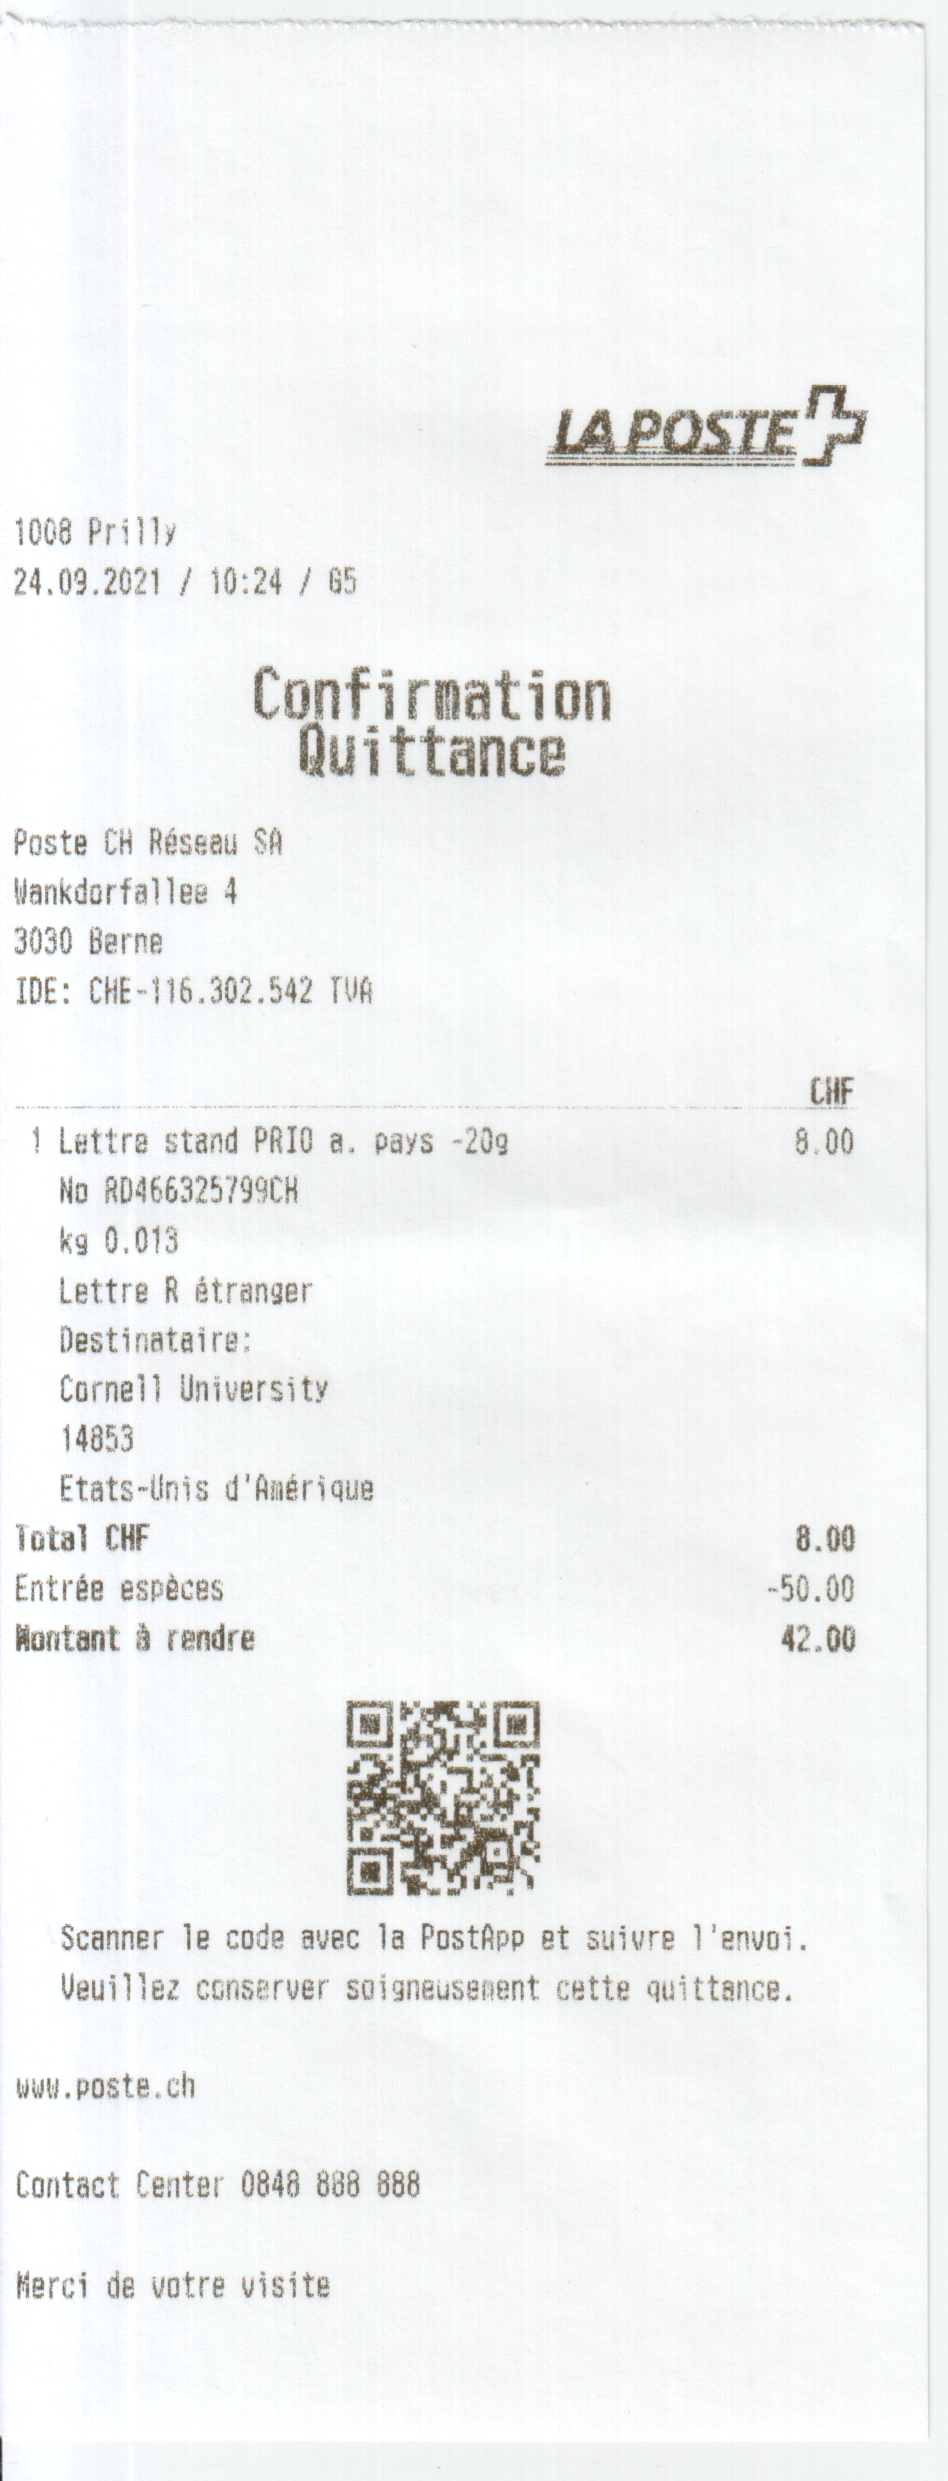 LA POSTE
1008 Prilly
24.09.2021 / 10:24 / G5
Confirmation
Quittance
Poste CH Réseau SA
Wankdorfallee 4
3030 Berne
IDE: CHE-116.302.542 TVA
CHF
1 Lettre stand PRIO a. pays -20g 8.00
No RD466325799CH
kg 0.013
Lettre R étranger
Destinataire:
Cornell University
14853
Etats-Unis d'Amérique
Total CHF 8.00
Entrée espèces -50.00
Montant à rendre 42.00
Scanner le code avec la PostApp et suivre l'envoi.
Veuillez conserver soigneusement cette quittance.
www.poste.ch
Contact Center 0848 888 888
Merci de votre visite